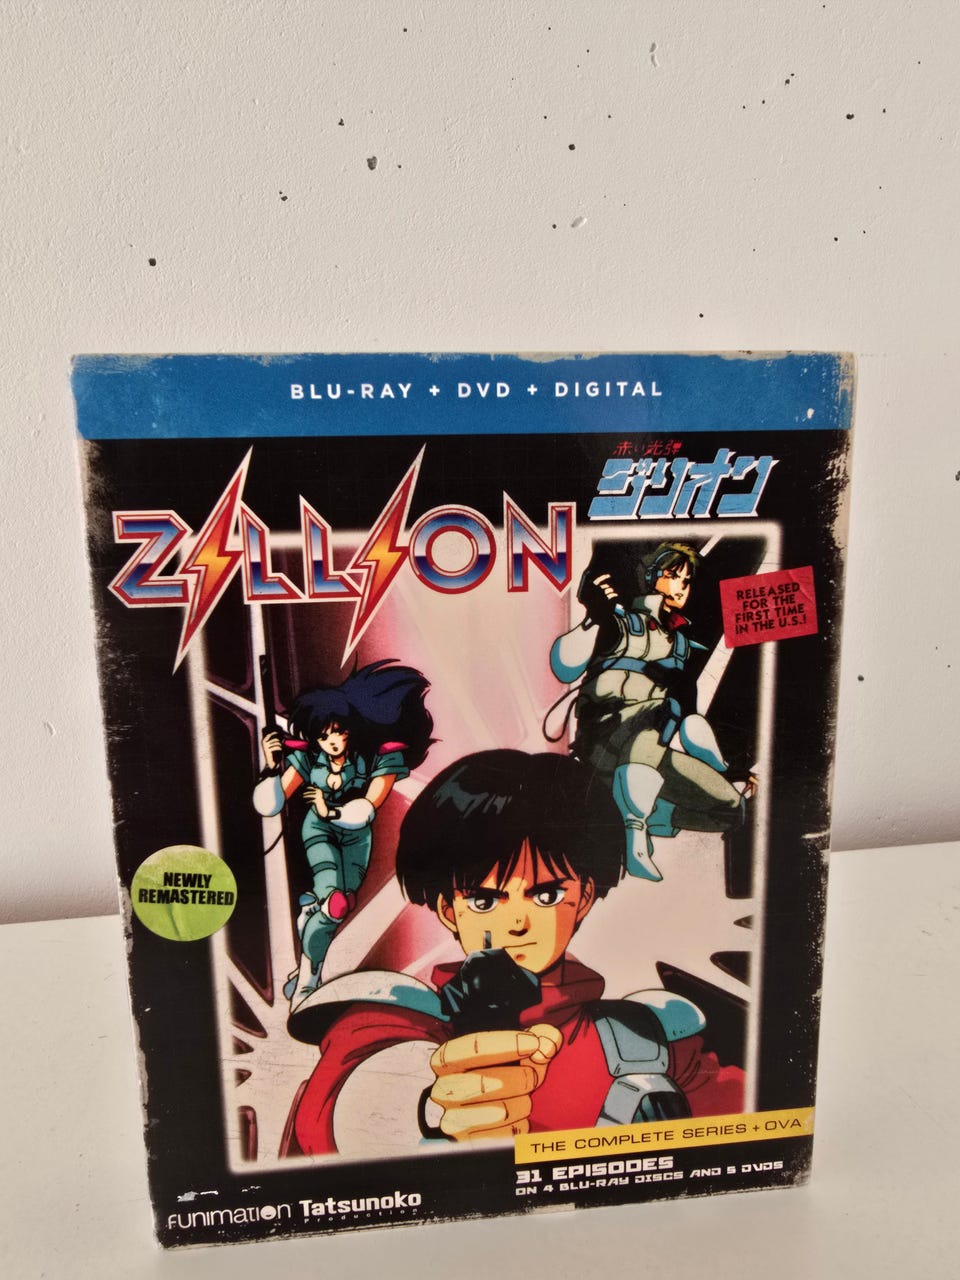 BLU-RAY + DVD + DIGITAL
赤い光弾
ZILLION
ジリオン
RELEASED
FOR THE
FIRST TIME
IN THE U.S.!
NEWLY
REMASTERED
THE COMPLETE SERIES + OVA
31 EPISODES
ON 4 BLU-RAY DISCS AND 5 DVDS
FUNIMATION Tatsunoko
Production